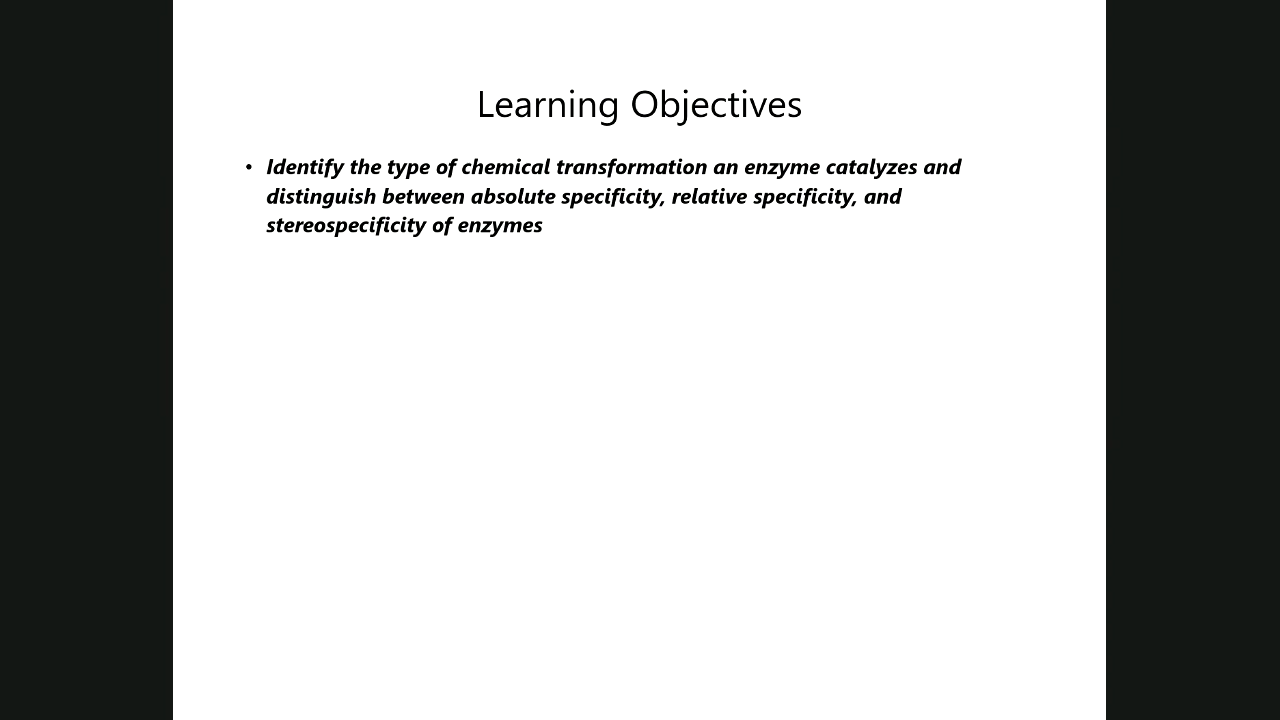 Learning Objectives
• Identify the type of chemical transformation an enzyme catalyzes and
distinguish between absolute specificity, relative specificity, and
stereospecificity of enzymes